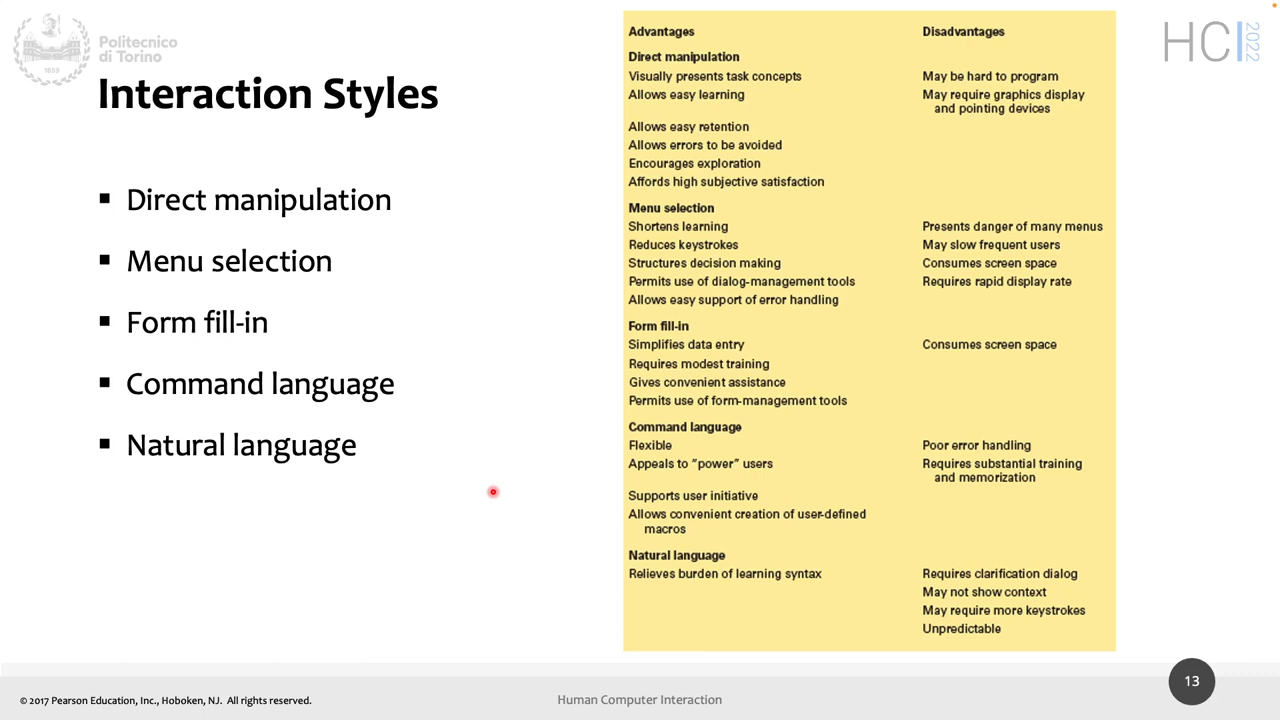 Politecnico
di Torino
1859
HCI 2022
Interaction Styles
▪ Direct manipulation
▪ Menu selection
▪ Form fill-in
▪ Command language
▪ Natural language
Advantages Disadvantages
Direct manipulation
Visually presents task concepts May be hard to program
Allows easy learning May require graphics display
and pointing devices
Allows easy retention
Allows errors to be avoided
Encourages exploration
Affords high subjective satisfaction
Menu selection
Shortens learning Presents danger of many menus
Reduces keystrokes May slow frequent users
Structures decision making Consumes screen space
Permits use of dialog-management tools Requires rapid display rate
Allows easy support of error handling
Form fill-in
Simplifies data entry Consumes screen space
Requires modest training
Gives convenient assistance
Permits use of form-management tools
Command language
Flexible Poor error handling
Appeals to "power" users Requires substantial training
and memorization
Supports user initiative
Allows convenient creation of user-defined
macros
Natural language
Relieves burden of learning syntax Requires clarification dialog
May not show context
May require more keystrokes
Unpredictable
© 2017 Pearson Education, Inc., Hoboken, NJ. All rights reserved. Human Computer Interaction 13